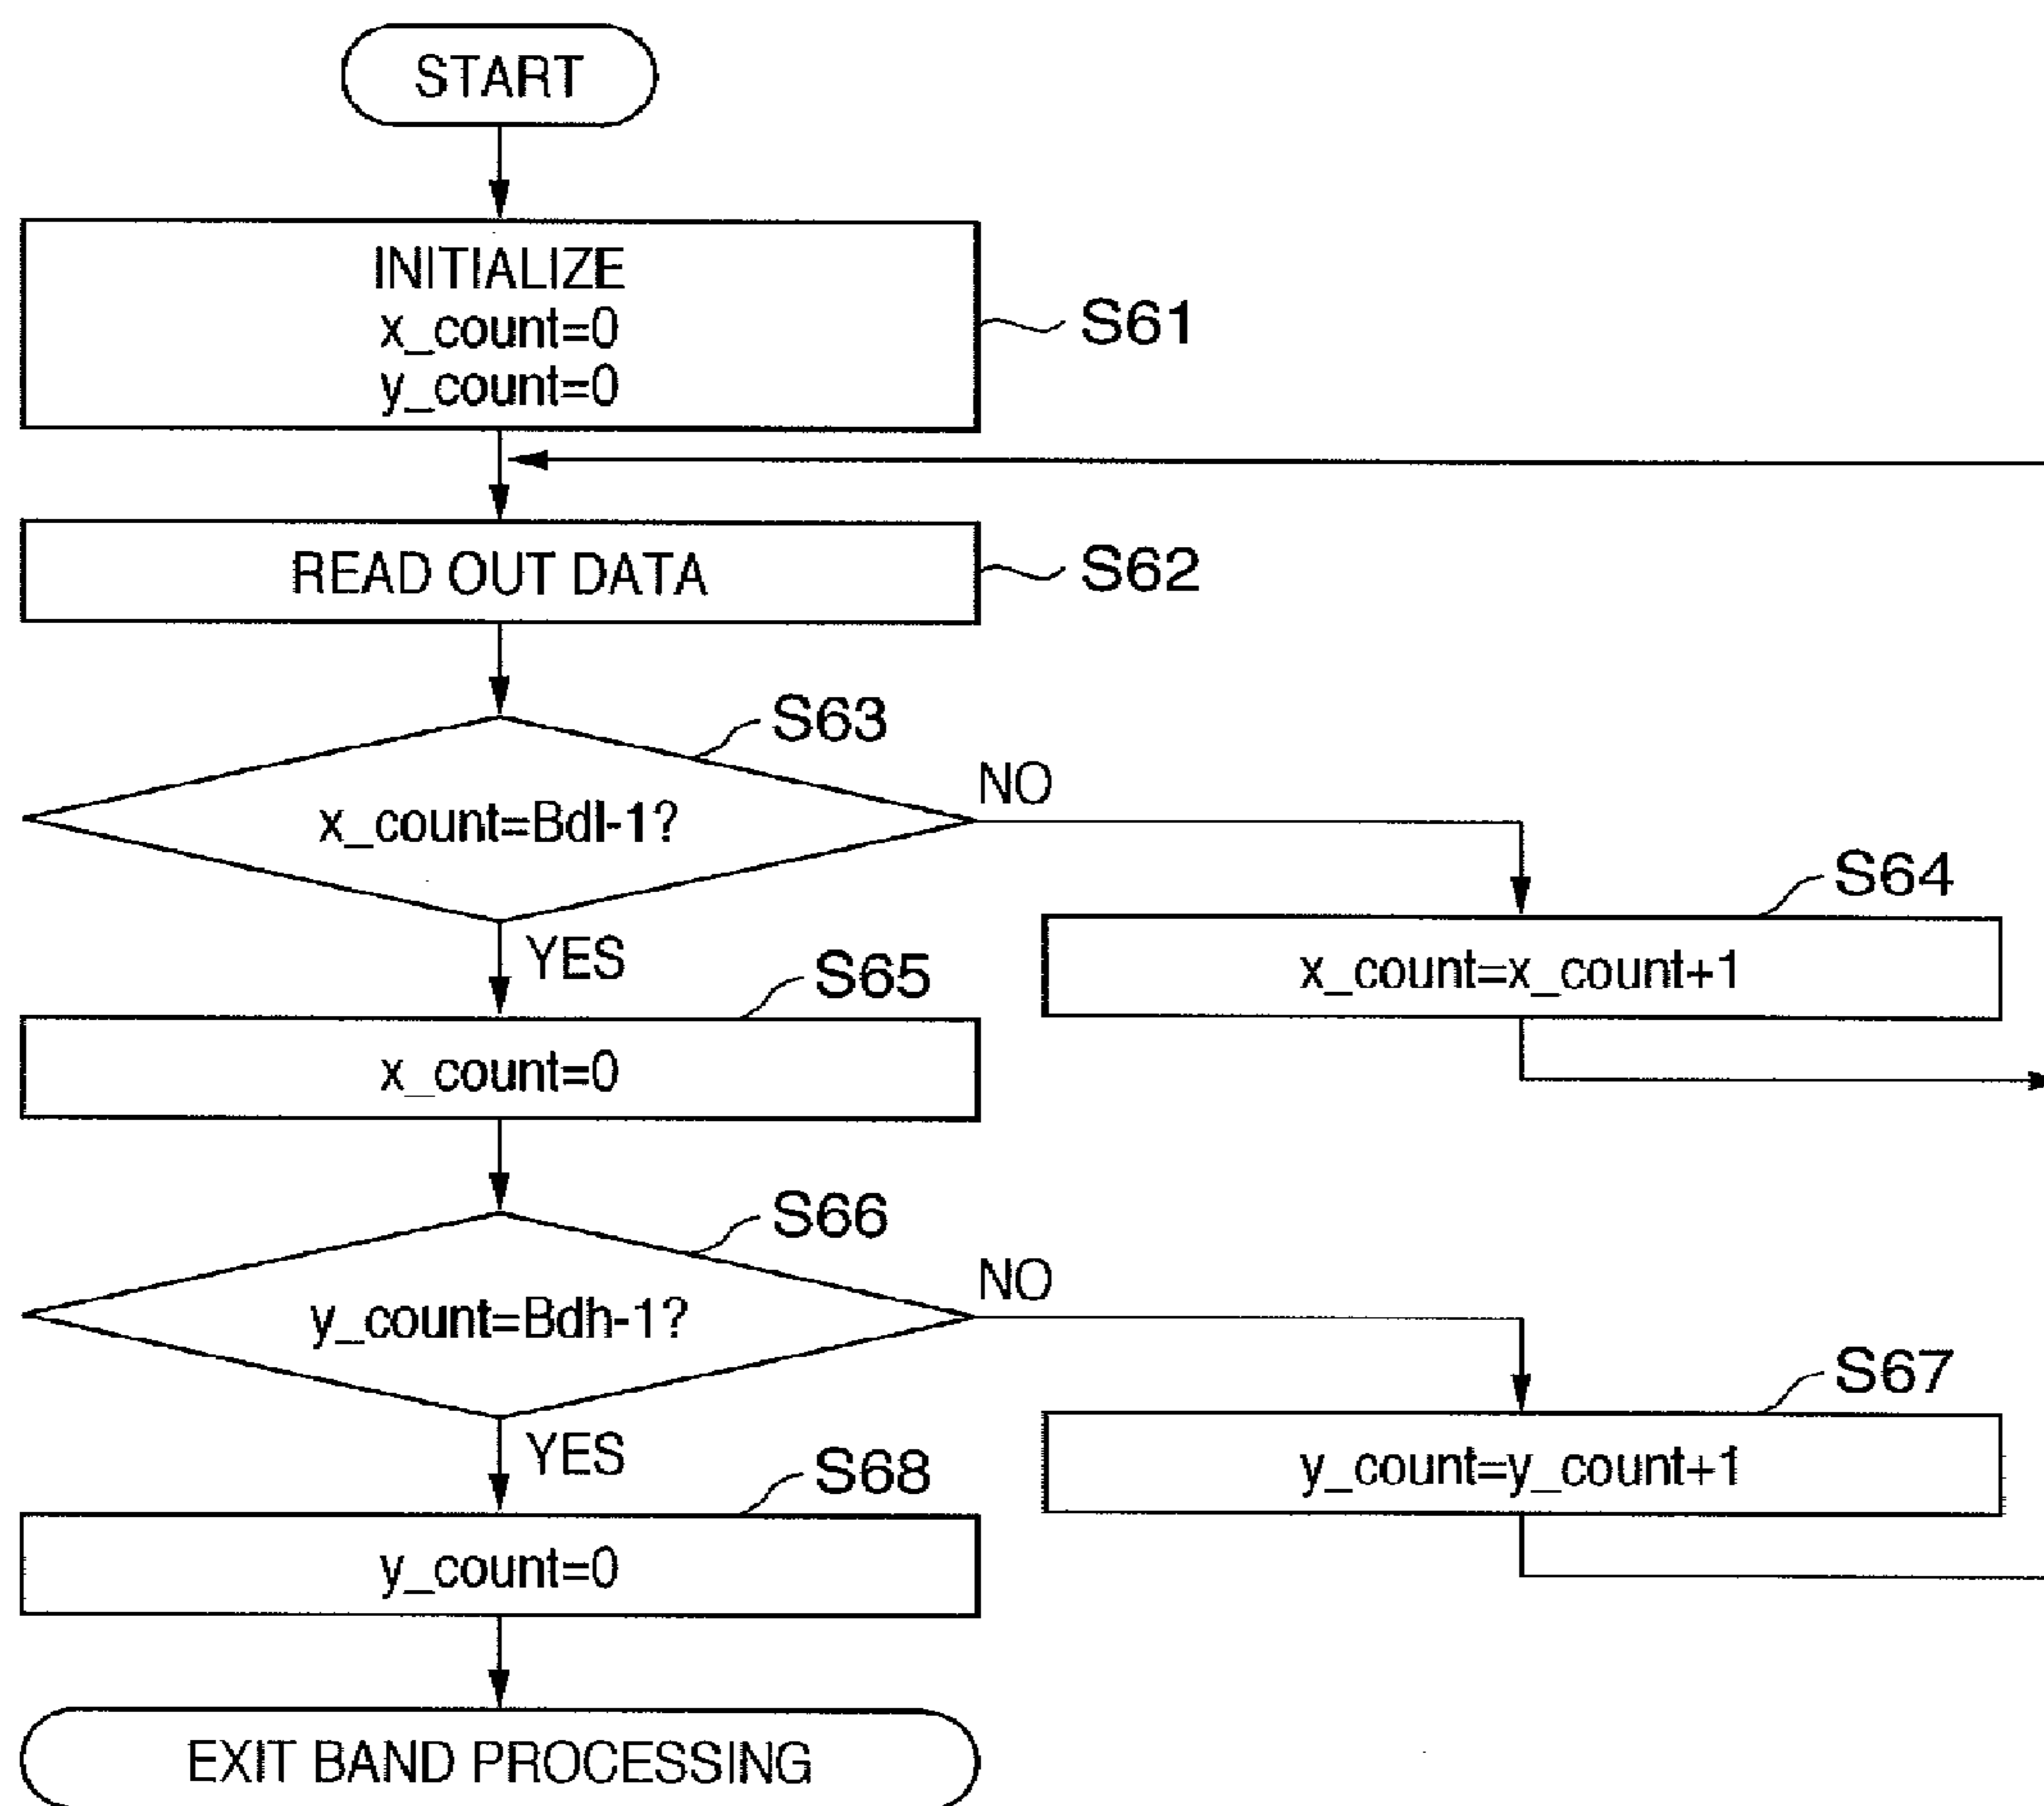 START
INITIALIZE
x_count=0
y_count=0
S61
READ OUT DATA
S62
S63
x_count=Bdl-1?
NO
YES
S64
x_count=x_count+1
S65
x_count=0
S66
y_count=Bdh-1?
NO
YES
S67
y_count=y_count+1
S68
y_count=0
EXIT BAND PROCESSING